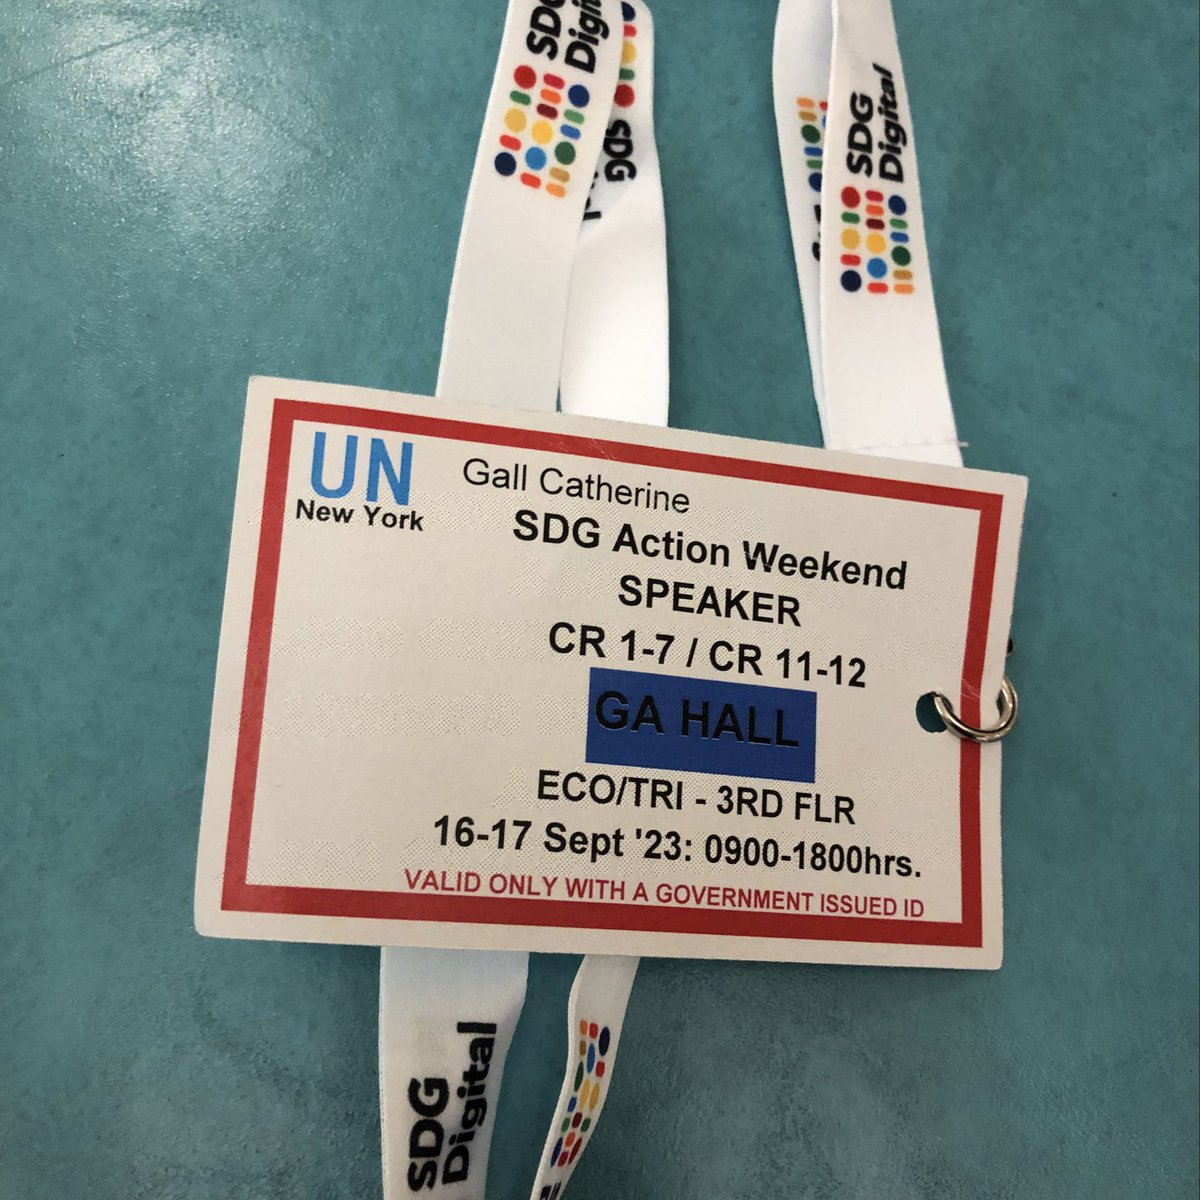 SDG
Digital
SDG
SDG
Digital
UN
New York
Gall Catherine
SDG Action Weekend
SPEAKER
CR 1-7 / CR 11-12
GA HALL
ECO/TRI - 3RD FLR
16-17 Sept '23: 0900-1800hrs.
VALID ONLY WITH A GOVERNMENT ISSUED ID
SDG
Digital